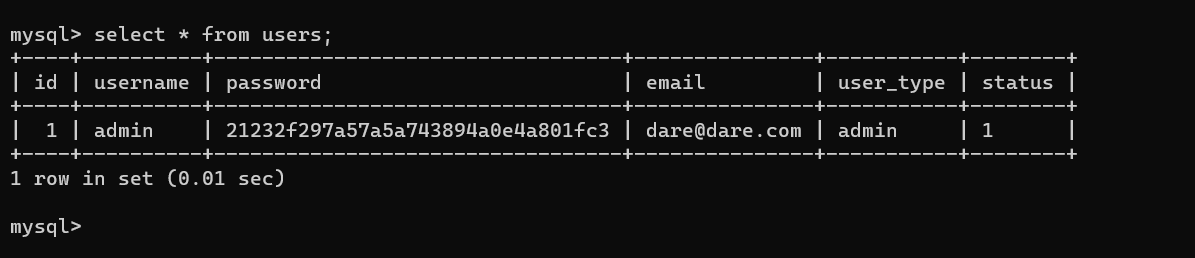 mysql> select * from users;
+----+----------+----------------------------------+---------------+-----------+--------+
| id | username | password                         | email         | user_type | status |
+----+----------+----------------------------------+---------------+-----------+--------+
|  1 | admin    | 21232f297a57a5a743894a0e4a801fc3 | dare@dare.com | admin     | 1      |
+----+----------+----------------------------------+---------------+-----------+--------+
1 row in set (0.01 sec)
mysql>